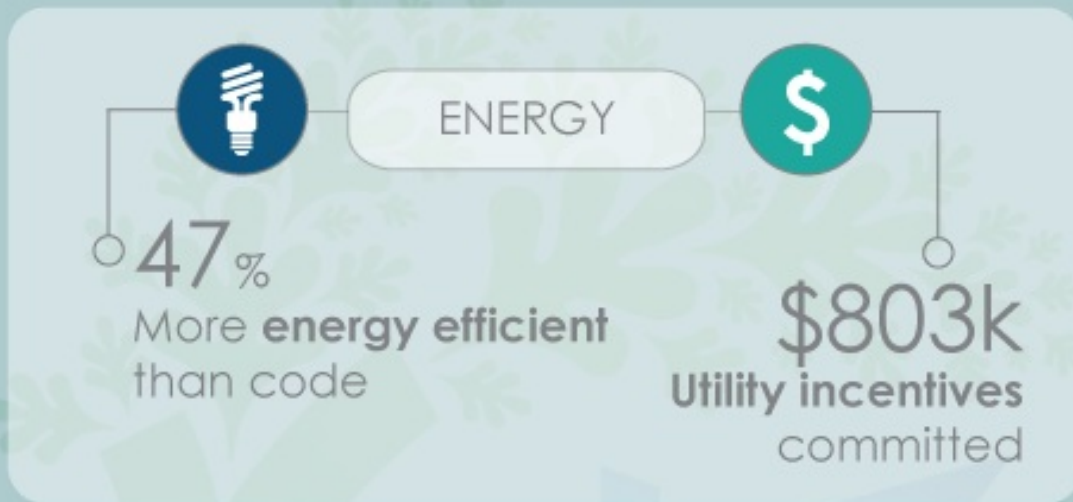 ENERGY
47%
More energy efficient
than code
$803k
Utility incentives
committed